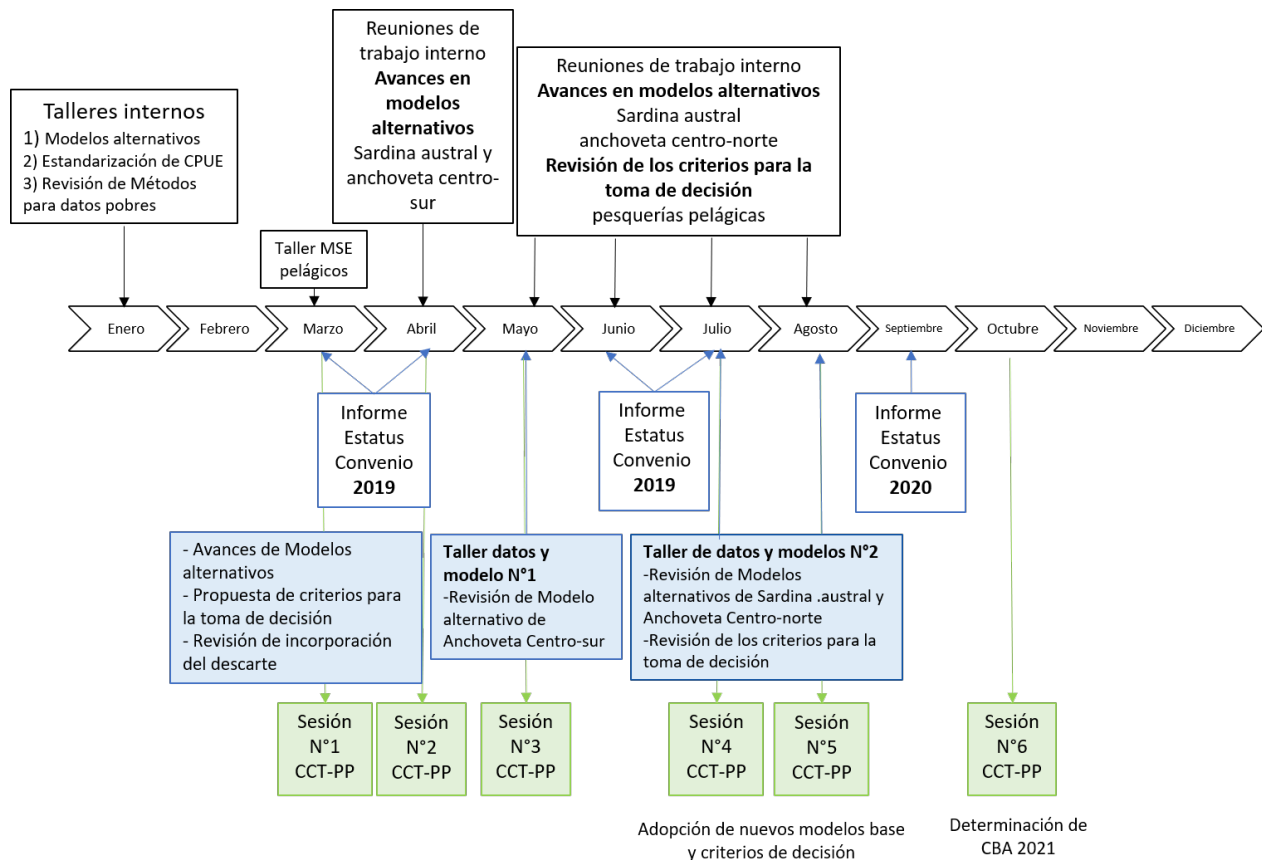 Talleres internos
1) Modelos alternativos
2) Estandarización de CPUE
3) Revisión de Métodos
para datos pobres
Reuniones de
trabajo interno
Avances en
modelos
alternativos
Sardina austral y
anchoveta centro-
sur
Reuniones de trabajo interno
Avances en modelos alternativos
Sardina austral
anchoveta centro-norte
Revisión de los criterios para la
toma de decisión
pesquerías pelágicas
Taller MSE
pelágicos
Enero
Febrero
Marzo
Abril
Mayo
Junio
Julio
Agosto
Septiembre
Octubre
Noviembre
Diciembre
Informe
Estatus
Convenio
2019
Informe
Estatus
Convenio
2019
Informe
Estatus
Convenio
2020
- Avances de Modelos
alternativos
- Propuesta de criterios para
la toma de decisión
- Revisión de incorporación
del descarte
Taller datos y
modelo N°1
-Revisión de Modelo
alternativo de
Anchoveta Centro-sur
Taller de datos y modelos N°2
-Revisión de Modelos
alternativos de Sardina .austral y
Anchoveta Centro-norte
-Revisión de los criterios para la
toma de decisión
Sesión
N°1
CCT-PP
Sesión
N°2
CCT-PP
Sesión
N°3
CCT-PP
Sesión
N°4
CCT-PP
Sesión
N°5
CCT-PP
Sesión
N°6
CCT-PP
Adopción de nuevos modelos base
y criterios de decisión
Determinación de
CBA 2021